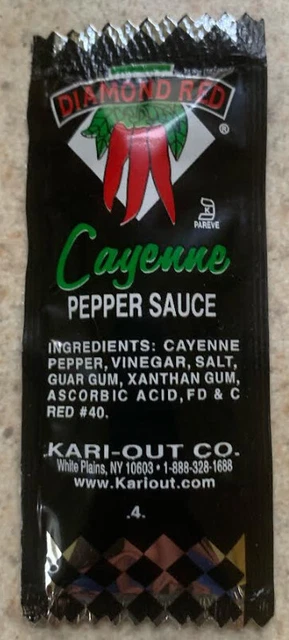 DIAMOND RED
®
K
PAREVE
Cayenne
PEPPER SAUCE
INGREDIENTS: CAYENNE
PEPPER, VINEGAR, SALT,
GUAR GUM, XANTHAN GUM,
ASCORBIC ACID, FD & C
RED #40.
KARI-OUT CO.
White Plains, NY 10603 • 1-888-328-1688
www.Kariout.com
.4.